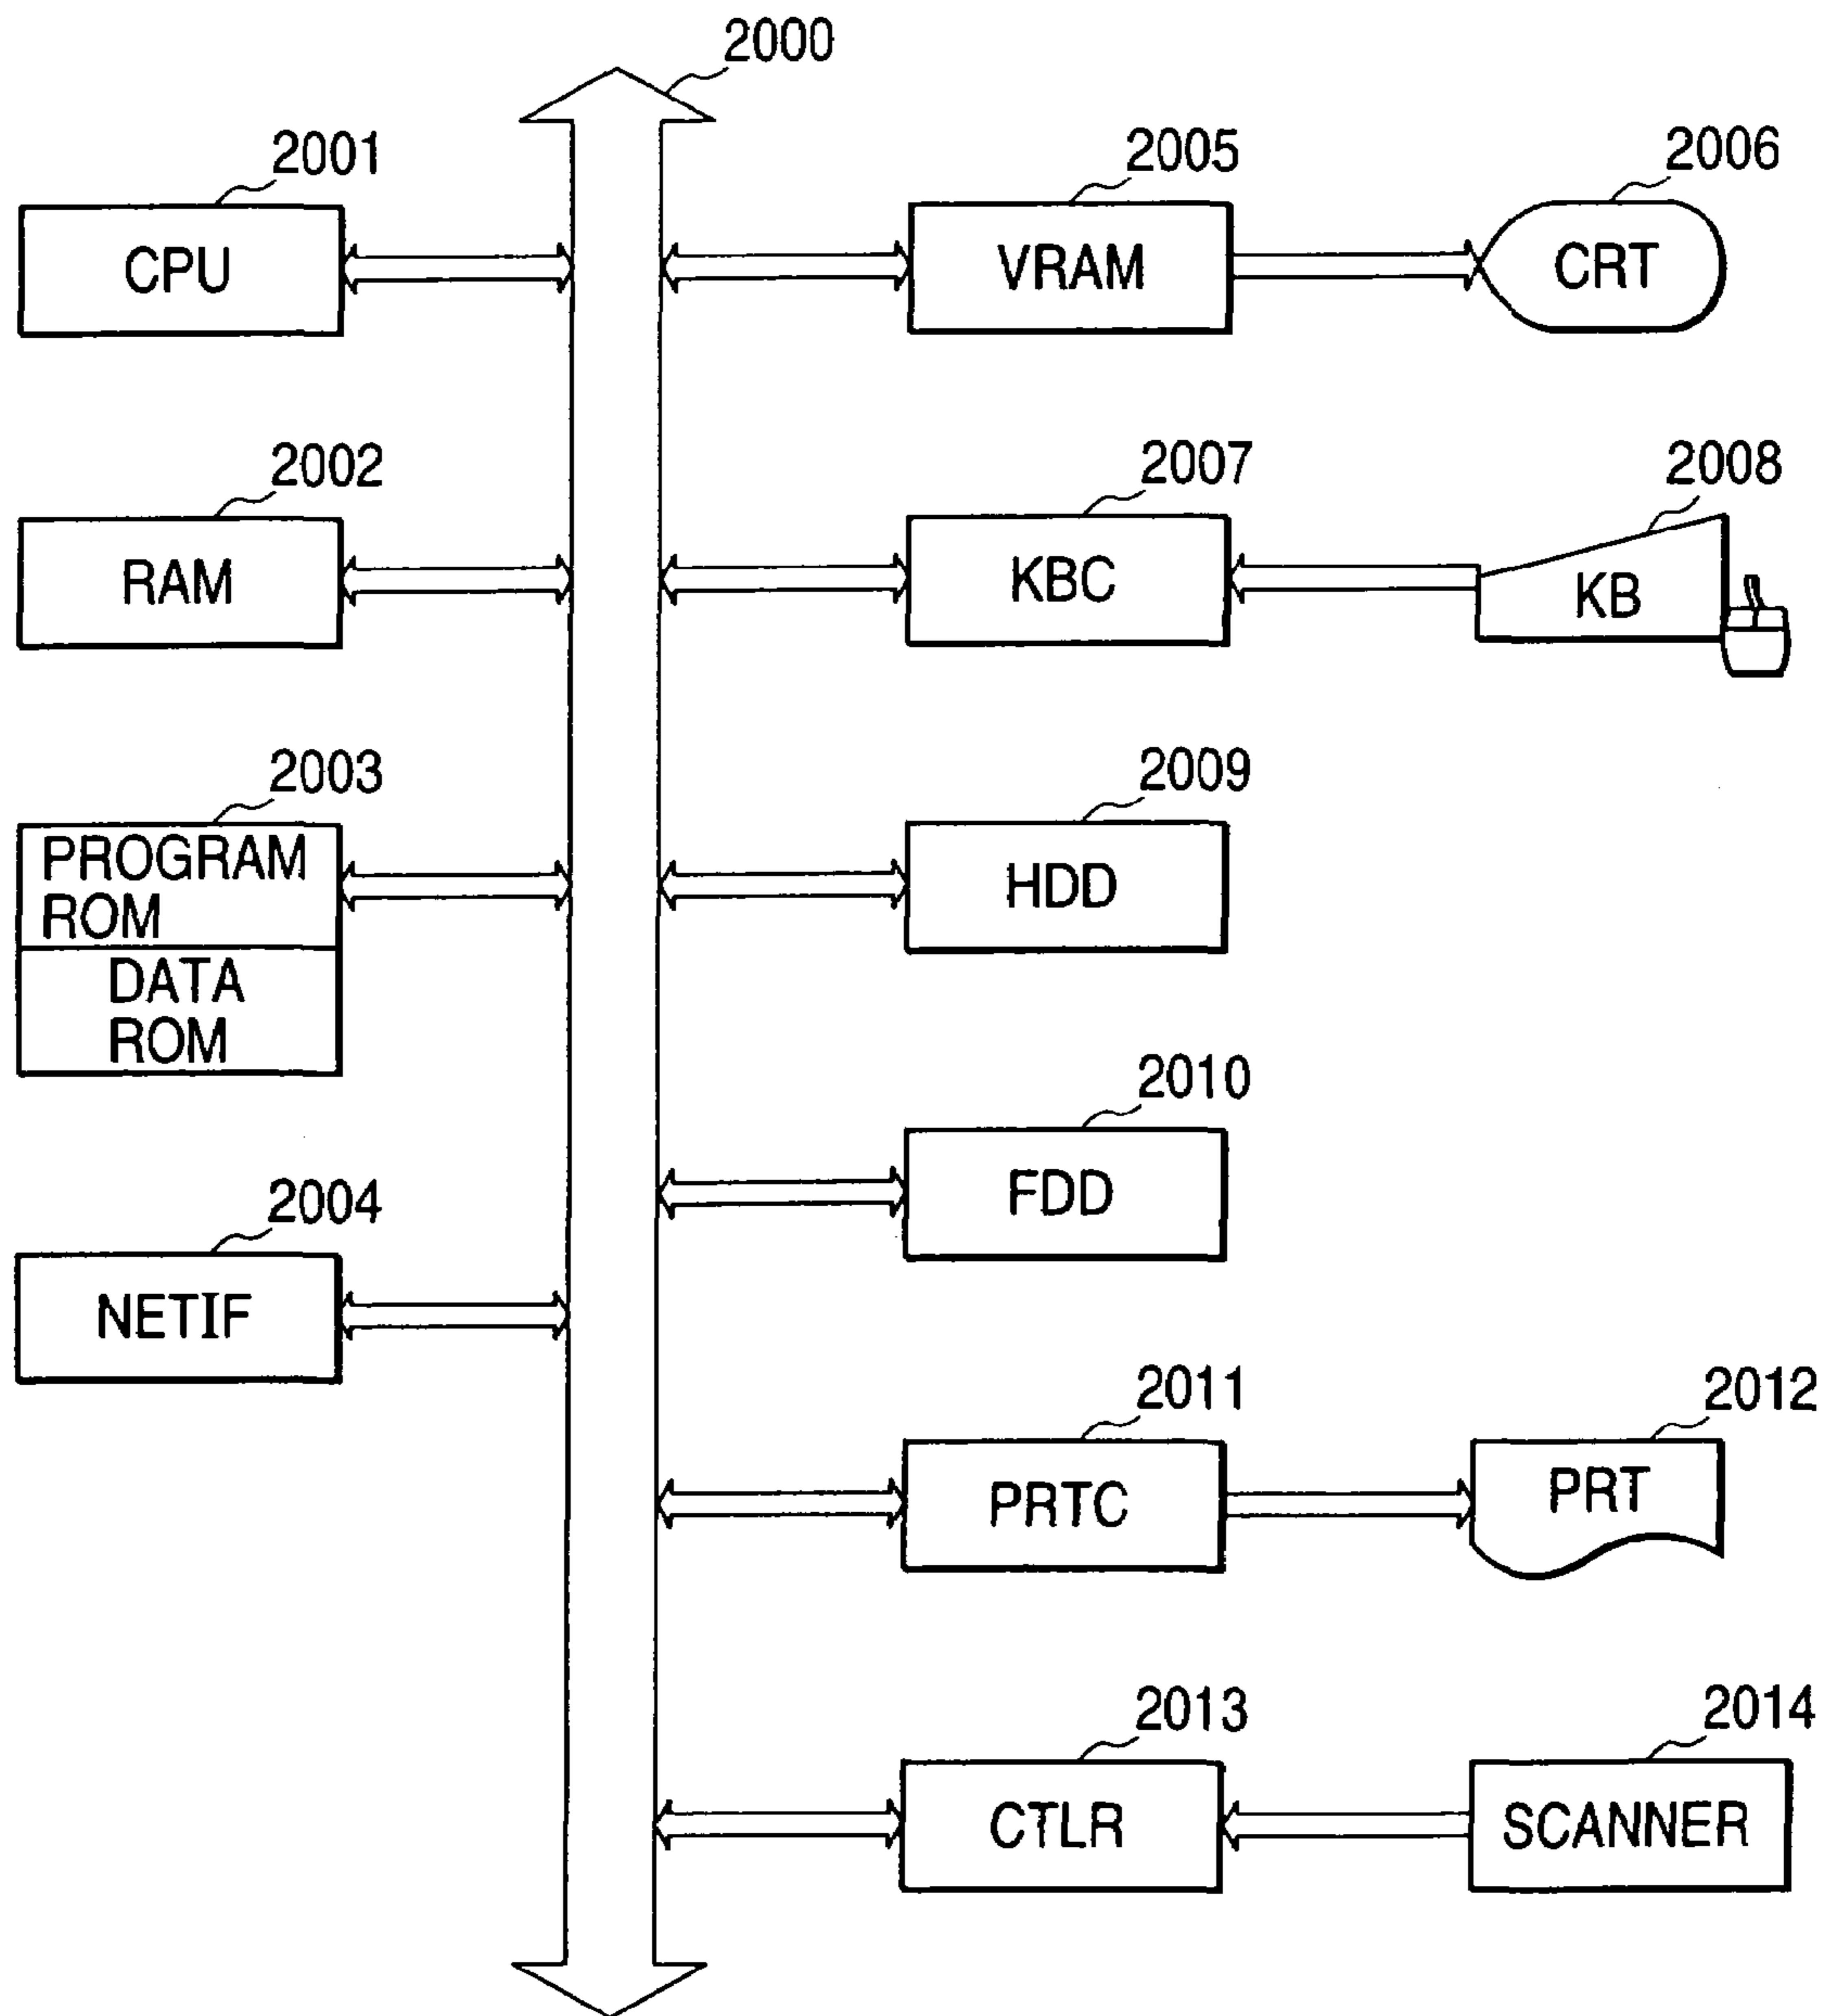 2000
2001
CPU
2005
VRAM
2006
CRT
2002
RAM
2007
KBC
2008
KB
2003
PROGRAM
ROM
DATA
ROM
2009
HDD
2010
FDD
2004
NETIF
2011
PRTC
2012
PRT
2013
CTLR
2014
SCANNER